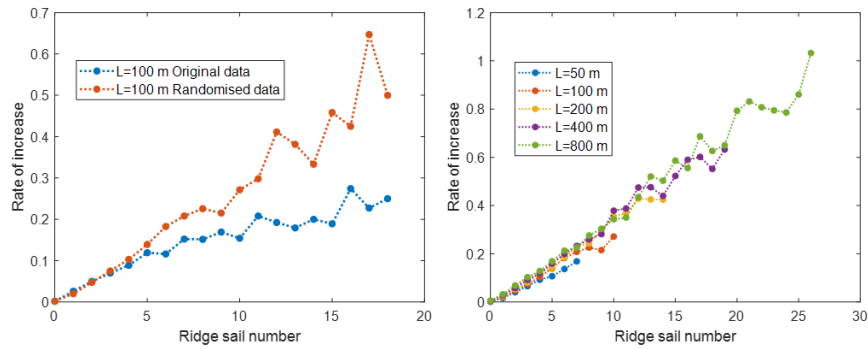 0.7
0.6
0.5
0.4
0.3
0.2
0.1
0
Rate of increase
L=100 m Original data
L=100 m Randomised data
0 5 10 15 20
Ridge sail number
1.2
1
0.8
0.6
0.4
0.2
0
Rate of increase
L=50 m
L=100 m
L=200 m
L=400 m
L=800 m
0 5 10 15 20 25 30
Ridge sail number